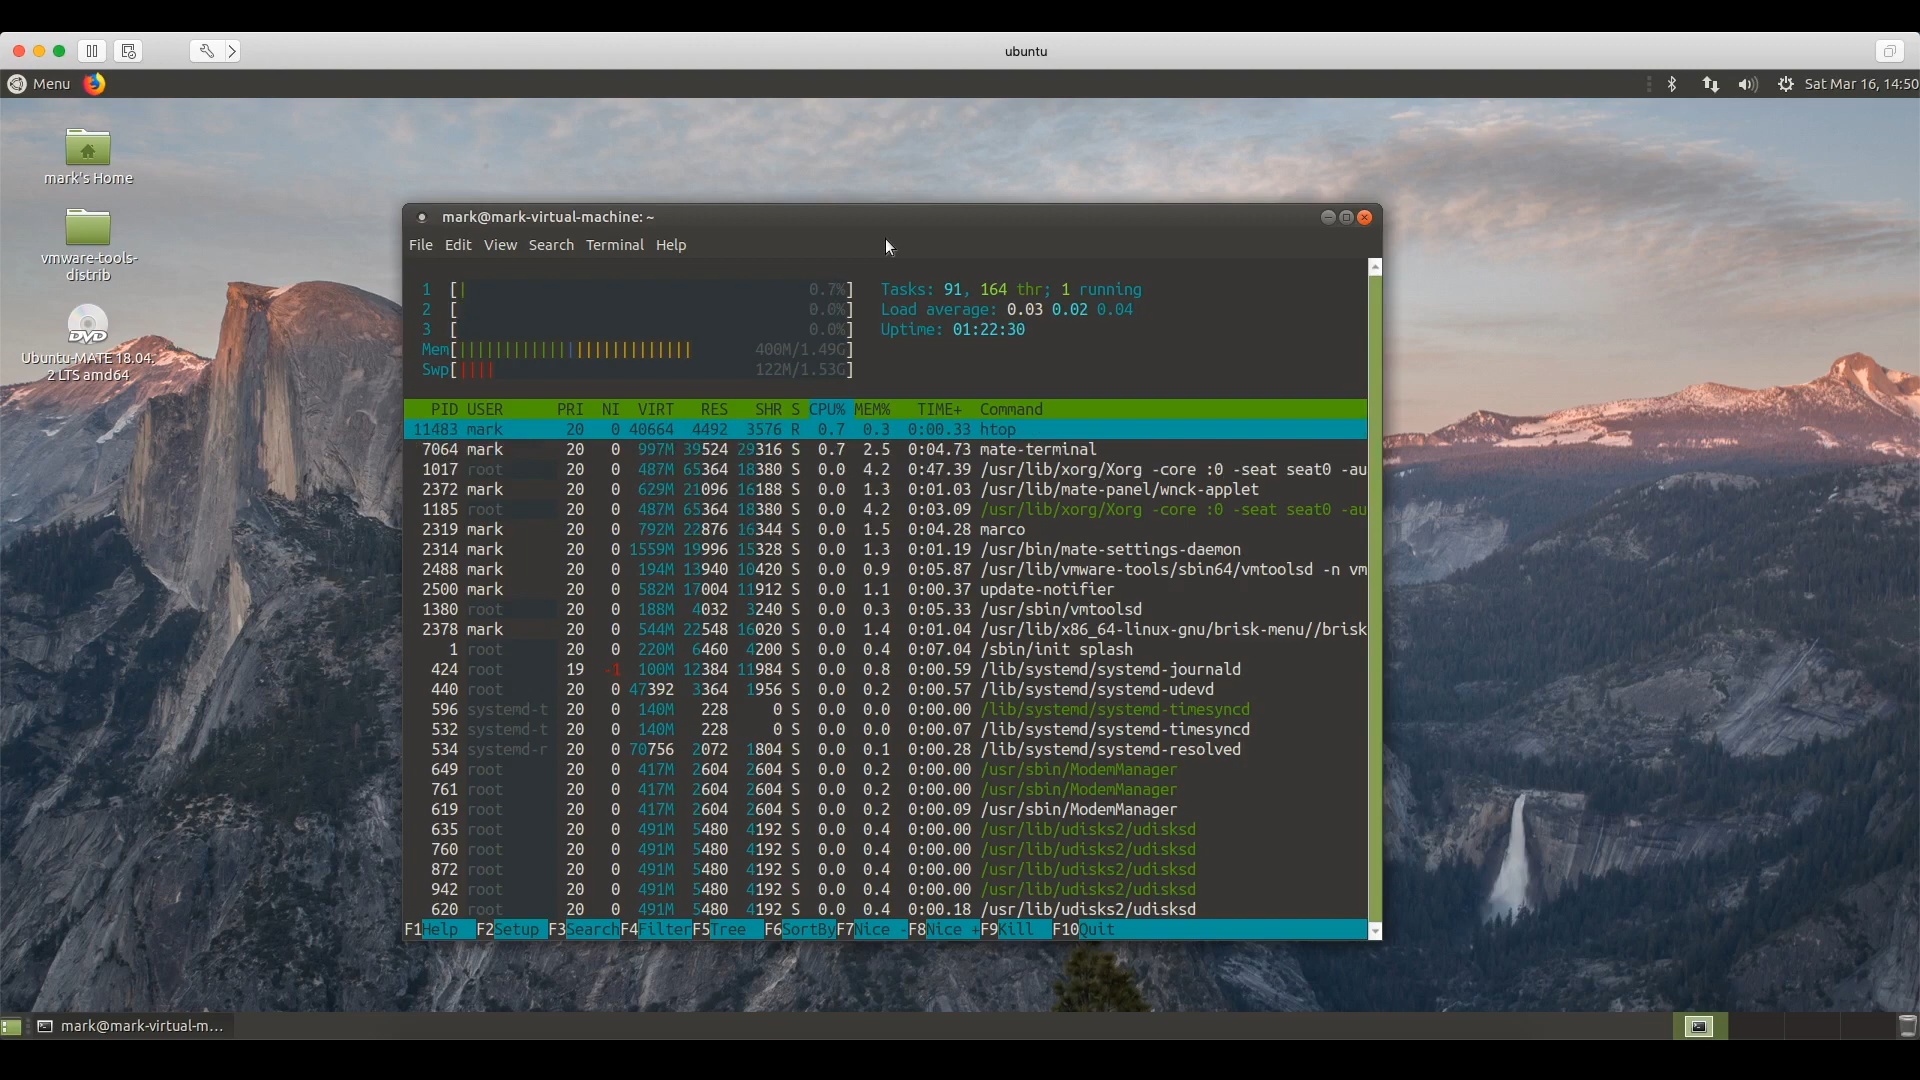 ubuntu
Menu
Sat Mar 16, 14:50
mark's Home
vmware-tools-
distrib
DVD
Ubuntu-MATE 18.04.
2 LTS amd64
mark@mark-virtual-machine: ~
File Edit View Search Terminal Help
1 [| 0.7%] Tasks: 91, 164 thr; 1 running
2 [ 0.0%] Load average: 0.03 0.02 0.04
3 [ 0.0%] Uptime: 01:22:30
Mem[|||||||||||||||||||||||||| 400M/1.49G]
Swp[|||| 122M/1.53G]
PID USER PRI NI VIRT RES SHR S CPU% MEM% TIME+ Command
11483 mark 20 0 40664 4492 3576 R 0.7 0.3 0:00.33 htop
7064 mark 20 0 997M 39524 29316 S 0.7 2.5 0:04.73 mate-terminal
1017 root 20 0 487M 65364 18380 S 0.0 4.2 0:47.39 /usr/lib/xorg/Xorg -core :0 -seat seat0 -au
2372 mark 20 0 629M 21096 16188 S 0.0 1.3 0:01.03 /usr/lib/mate-panel/wnck-applet
1185 root 20 0 487M 65364 18380 S 0.0 4.2 0:03.09 /usr/lib/xorg/Xorg -core :0 -seat seat0 -au
2319 mark 20 0 792M 22876 16344 S 0.0 1.5 0:04.28 marco
2314 mark 20 0 1559M 19996 15328 S 0.0 1.3 0:01.19 /usr/bin/mate-settings-daemon
2488 mark 20 0 194M 13940 10420 S 0.0 0.9 0:05.87 /usr/lib/vmware-tools/sbin64/vmtoolsd -n vm
2500 mark 20 0 582M 17004 11912 S 0.0 1.1 0:00.37 update-notifier
1380 root 20 0 188M 4032 3240 S 0.0 0.3 0:05.33 /usr/sbin/vmtoolsd
2378 mark 20 0 544M 22548 16020 S 0.0 1.4 0:01.04 /usr/lib/x86_64-linux-gnu/brisk-menu//brisk
1 root 20 0 220M 6460 4200 S 0.0 0.4 0:07.04 /sbin/init splash
424 root 19 -1 100M 12384 11984 S 0.0 0.8 0:00.59 /lib/systemd/systemd-journald
440 root 20 0 47392 3364 1956 S 0.0 0.2 0:00.57 /lib/systemd/systemd-udevd
596 systemd-t 20 0 140M 228 0 S 0.0 0.0 0:00.00 /lib/systemd/systemd-timesyncd
532 systemd-t 20 0 140M 228 0 S 0.0 0.0 0:00.07 /lib/systemd/systemd-timesyncd
534 systemd-r 20 0 70756 2072 1804 S 0.0 0.1 0:00.28 /lib/systemd/systemd-resolved
649 root 20 0 417M 2604 2604 S 0.0 0.2 0:00.00 /usr/sbin/ModemManager
761 root 20 0 417M 2604 2604 S 0.0 0.2 0:00.00 /usr/sbin/ModemManager
619 root 20 0 417M 2604 2604 S 0.0 0.2 0:00.09 /usr/sbin/ModemManager
635 root 20 0 491M 5480 4192 S 0.0 0.4 0:00.00 /usr/lib/udisks2/udisksd
760 root 20 0 491M 5480 4192 S 0.0 0.4 0:00.00 /usr/lib/udisks2/udisksd
872 root 20 0 491M 5480 4192 S 0.0 0.4 0:00.00 /usr/lib/udisks2/udisksd
942 root 20 0 491M 5480 4192 S 0.0 0.4 0:00.00 /usr/lib/udisks2/udisksd
620 root 20 0 491M 5480 4192 S 0.0 0.4 0:00.18 /usr/lib/udisks2/udisksd
F1Help F2Setup F3SearchF4FilterF5Tree F6SortByF7Nice -F8Nice +F9Kill F10Quit
mark@mark-virtual-m...